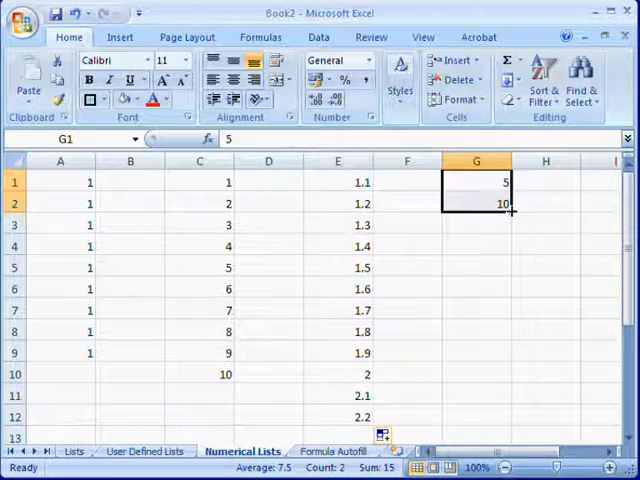 Book2 - Microsoft Excel
Home Insert Page Layout Formulas Data Review View Acrobat
Calibri 11 General Insert Σ
Paste B I U A A $ % Styles Delete Sort & Filter Find & Select
Format
Clipboard Font Alignment Number Cells Editing
G1 fx 5
A B C D E F G H I
1 1 1 1.1 5
2 1 2 1.2 10
3 1 3 1.3
4 1 4 1.4
5 1 5 1.5
6 1 6 1.6
7 1 7 1.7
8 1 8 1.8
9 1 9 1.9
10 10 2
11 2.1
12 2.2
13
Lists User Defined Lists Numerical Lists Formula Autofill
Ready Average: 7.5 Count: 2 Sum: 15 100%